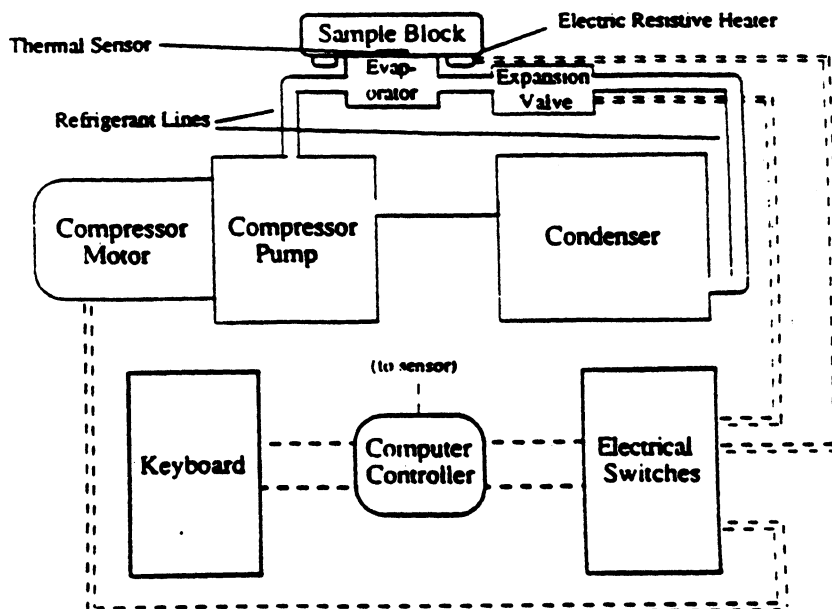 Electric Resistive Heater
Sample Block
Thermal Sensor
Evap-
orator
Expansion
Valve
Refrigerant Lines
Compressor
Motor
Compressor
Pump
Condenser
(to sensor)
Keyboard
Computer
Controller
Electrical
Switches